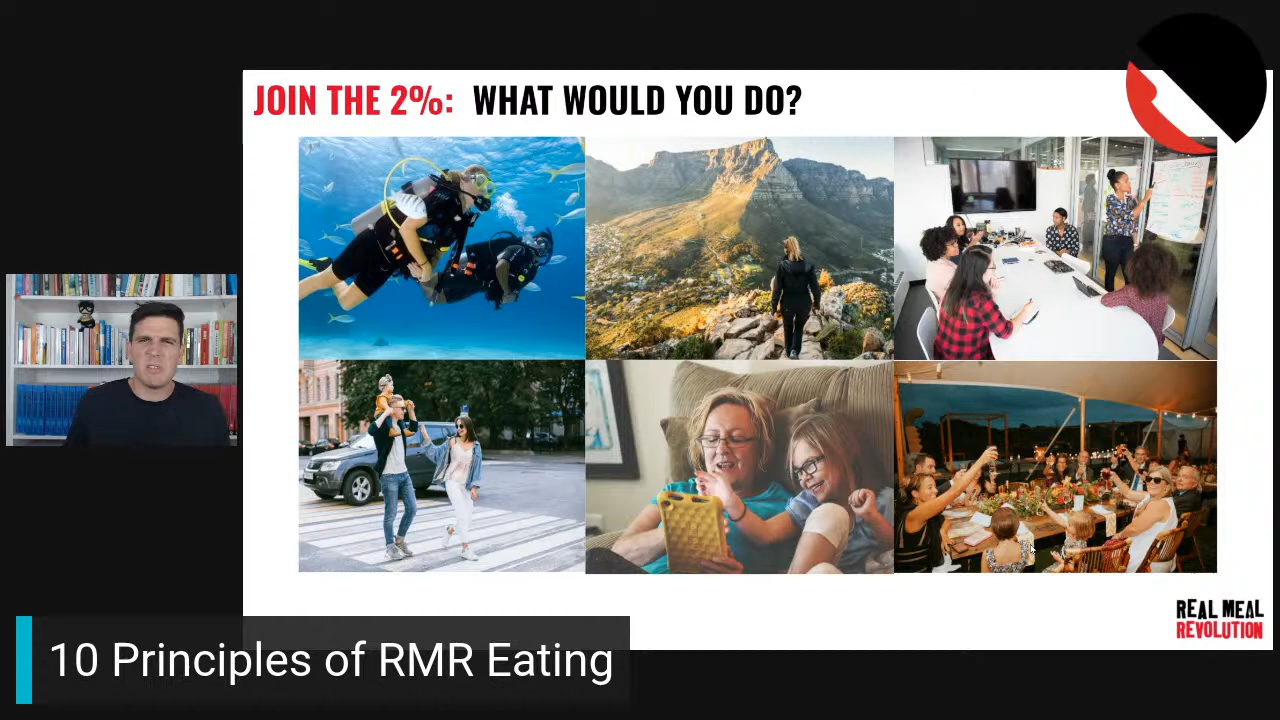 JOIN THE 2%: WHAT WOULD YOU DO?
REAL MEAL
REVOLUTION
10 Principles of RMR Eating